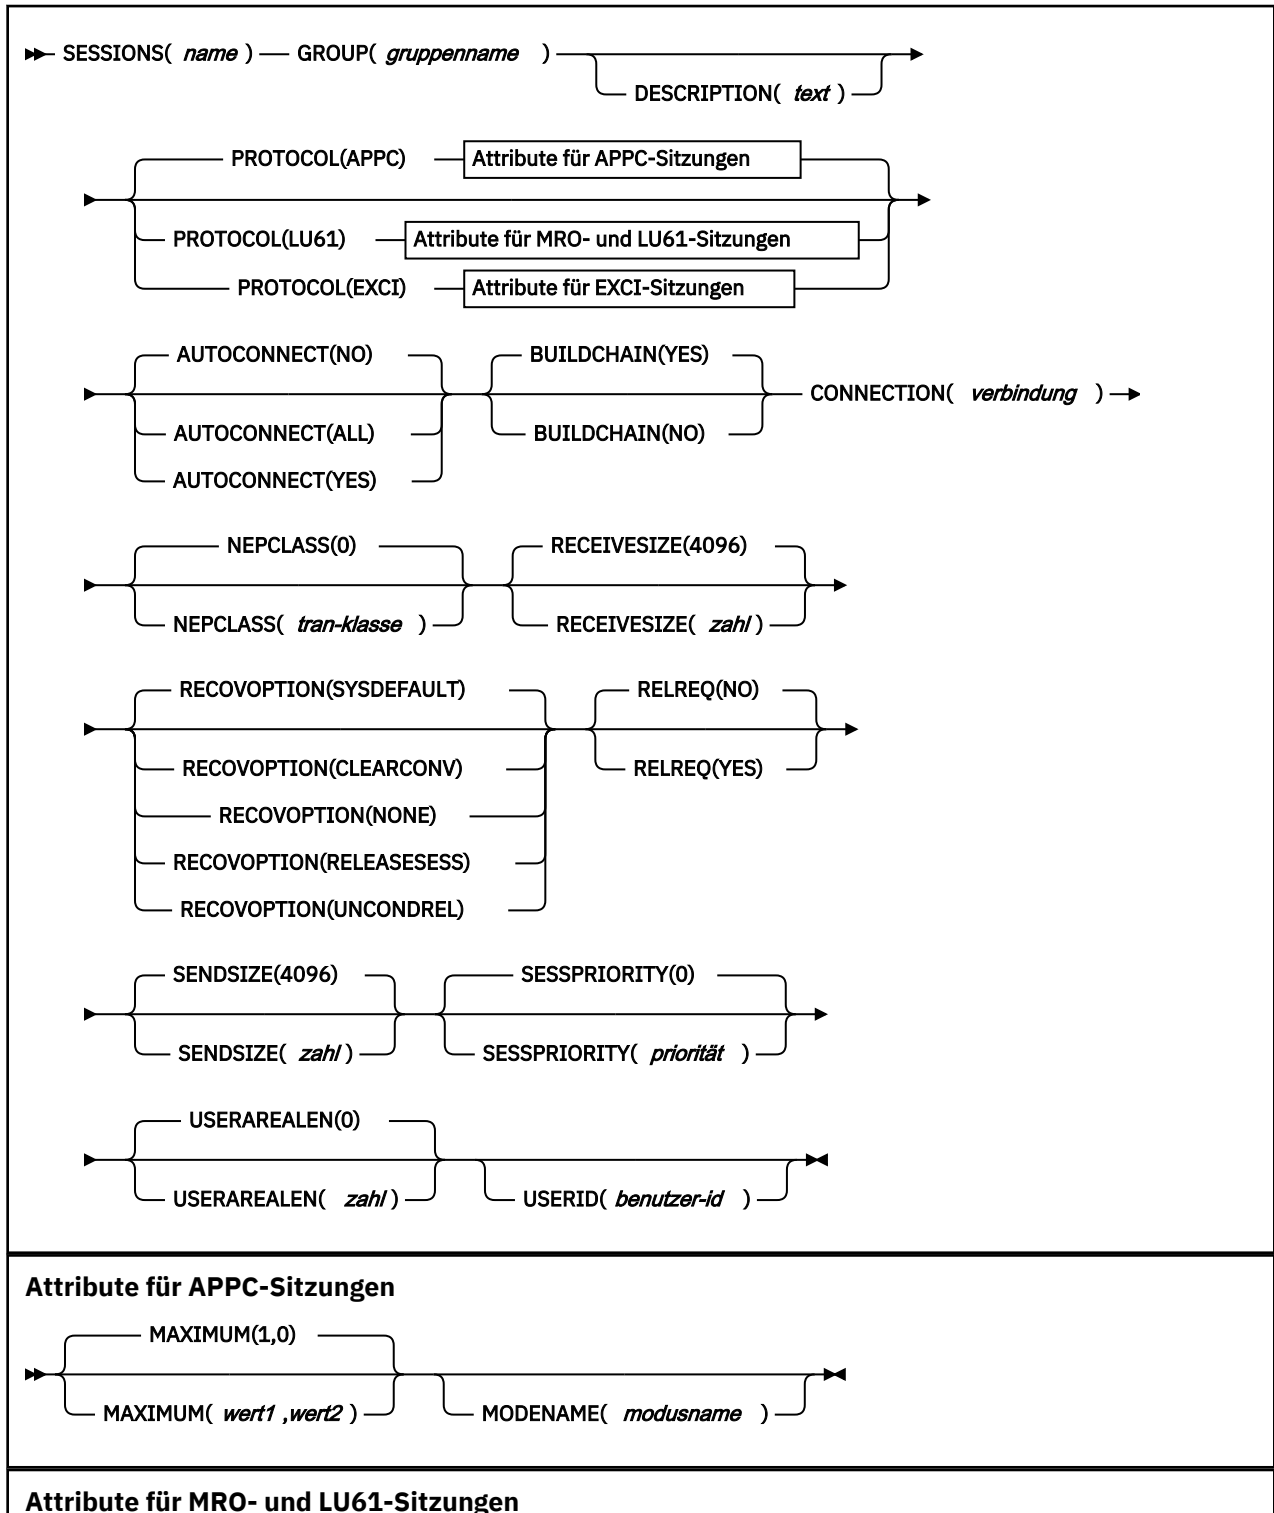 SESSIONS( name ) GROUP( gruppenname )
DESCRIPTION( text )
PROTOCOL(APPC) Attribute für APPC-Sitzungen
PROTOCOL(LU61) Attribute für MRO- und LU61-Sitzungen
PROTOCOL(EXCI) Attribute für EXCI-Sitzungen
AUTOCONNECT(NO) BUILDCHAIN(YES)
CONNECTION( verbindung )
AUTOCONNECT(ALL) BUILDCHAIN(NO)
AUTOCONNECT(YES)
NEPCLASS(0) RECEIVESIZE(4096)
NEPCLASS( tran-klasse ) RECEIVESIZE( zahl )
RECOVOPTION(SYSDEFAULT) RELREQ(NO)
RECOVOPTION(CLEARCONV) RELREQ(YES)
RECOVOPTION(NONE)
RECOVOPTION(RELEASESESS)
RECOVOPTION(UNCONDREL)
SENDSIZE(4096) SESSPRIORITY(0)
SENDSIZE( zahl ) SESSPRIORITY( priorität )
USERAREALEN(0)
USERAREALEN( zahl ) USERID( benutzer-id )
Attribute für APPC-Sitzungen
MAXIMUM(1,0)
MAXIMUM( wert1 ,wert2 ) MODENAME( modusname )
Attribute für MRO- und LU61-Sitzungen